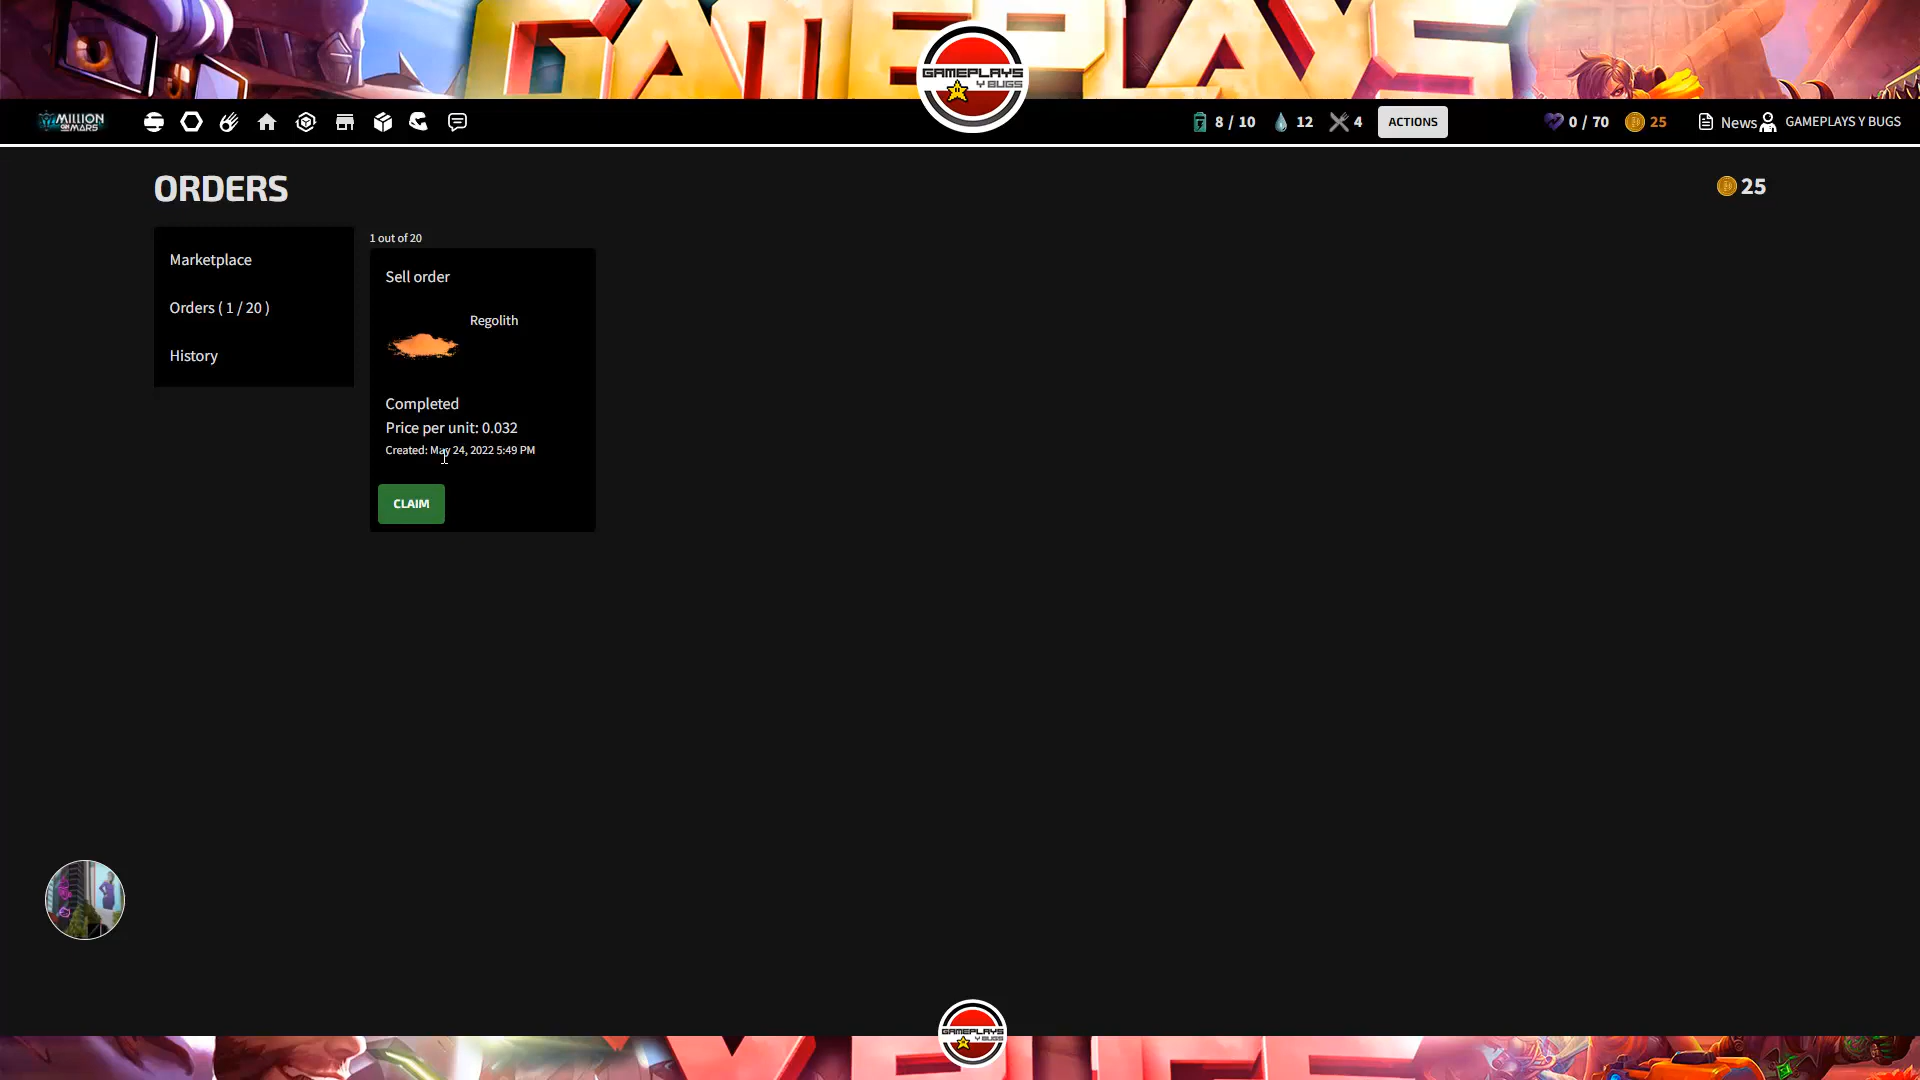 GAMEPLAYS
GAMEPLAYS
Y BUGS
MILLION
ON MARS
8 / 10
12
4
ACTIONS
0 / 70
25
News
GAMEPLAYS Y BUGS
ORDERS
25
Marketplace
Orders ( 1 / 20 )
History
1 out of 20
Sell order
Regolith
Completed
Price per unit: 0.032
Created: May 24, 2022 5:49 PM
CLAIM
GAMEPLAYS
Y BUGS
Y BUGS